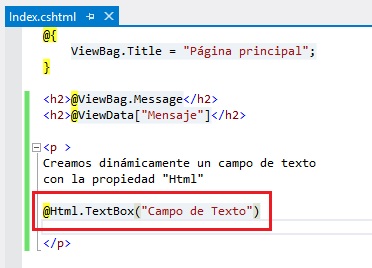 Index.cshtml
@{
ViewBag.Title = "Página principal";
}
<h2>@ViewBag.Message</h2>
<h2>@ViewData["Mensaje"]</h2>
<p >
Creamos dinámicamente un campo de texto
con la propiedad "Html"
@Html.TextBox("Campo de Texto")
</p>